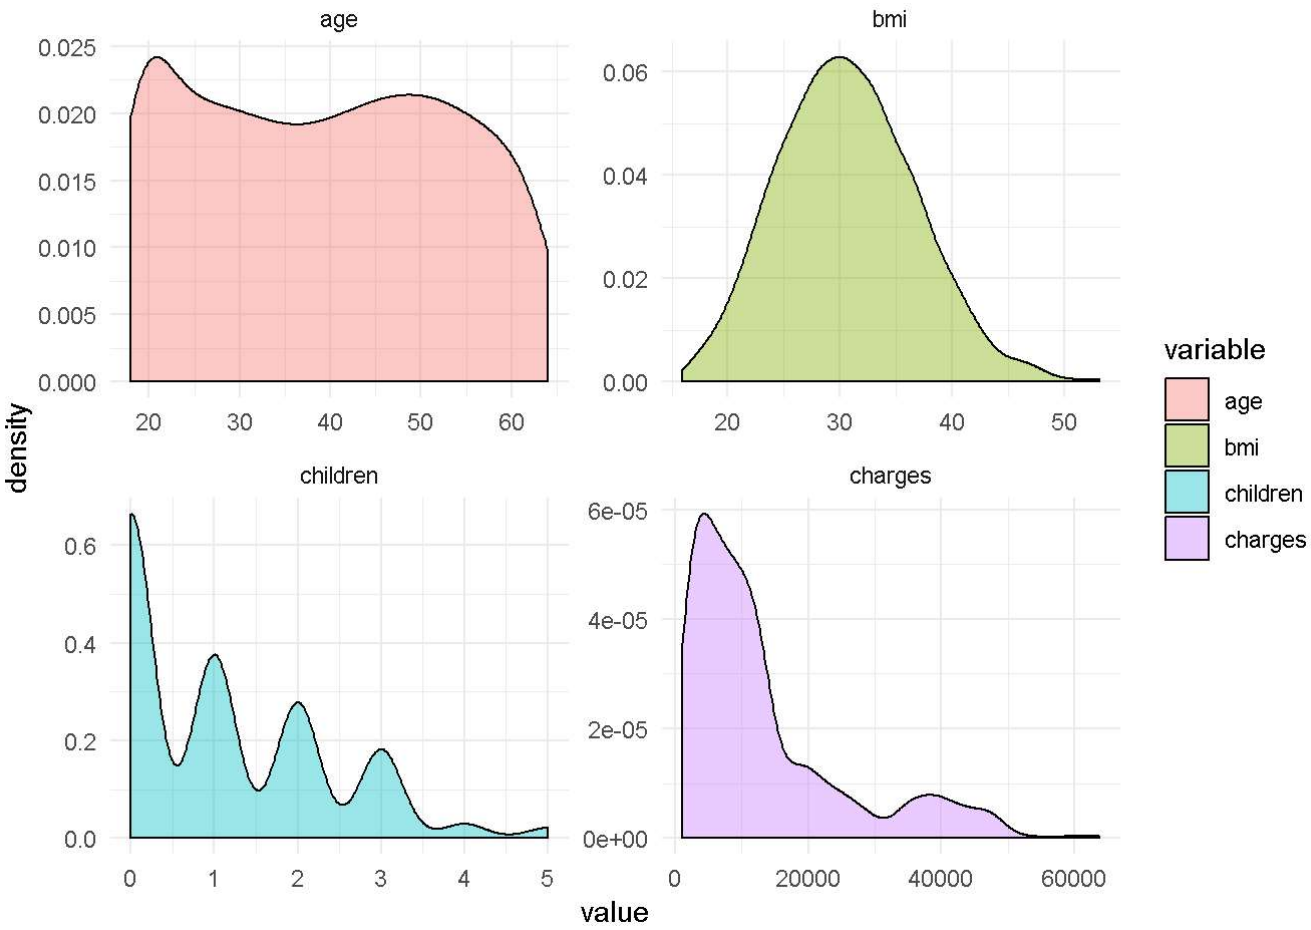 age
bmi
0.025
0.020
0.015
0.010
0.005
0.000
20 30 40 50 60
0.06
0.04
0.02
0.00
20 30 40 50
children
charges
0.6
0.4
0.2
0.0
0 1 2 3 4 5
6e-05
4e-05
2e-05
0e+00
0 20000 40000 60000
density
value
variable
age
bmi
children
charges